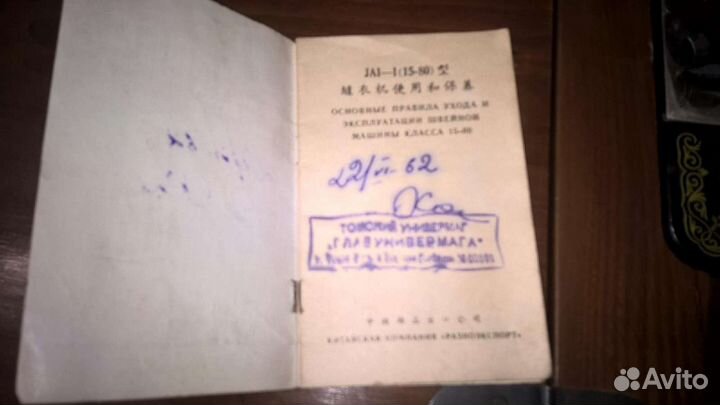 JA1—1(15-80)型
缝衣机使用和保养
ОСНОВНЫЕ ПРАВИЛА УХОДА И
ЭКСПЛУАТАЦИИ ШВЕЙНОЙ
МАШИНЫ КЛАССА 15-80
22/VI-62
ТОМСКИЙ УНИВЕРМАГ
"ГЛАВУНИВЕРМАГА"
КИТАЙСКАЯ КОМПАНИЯ «РАЗНОЭКСПОРТ»
Avito